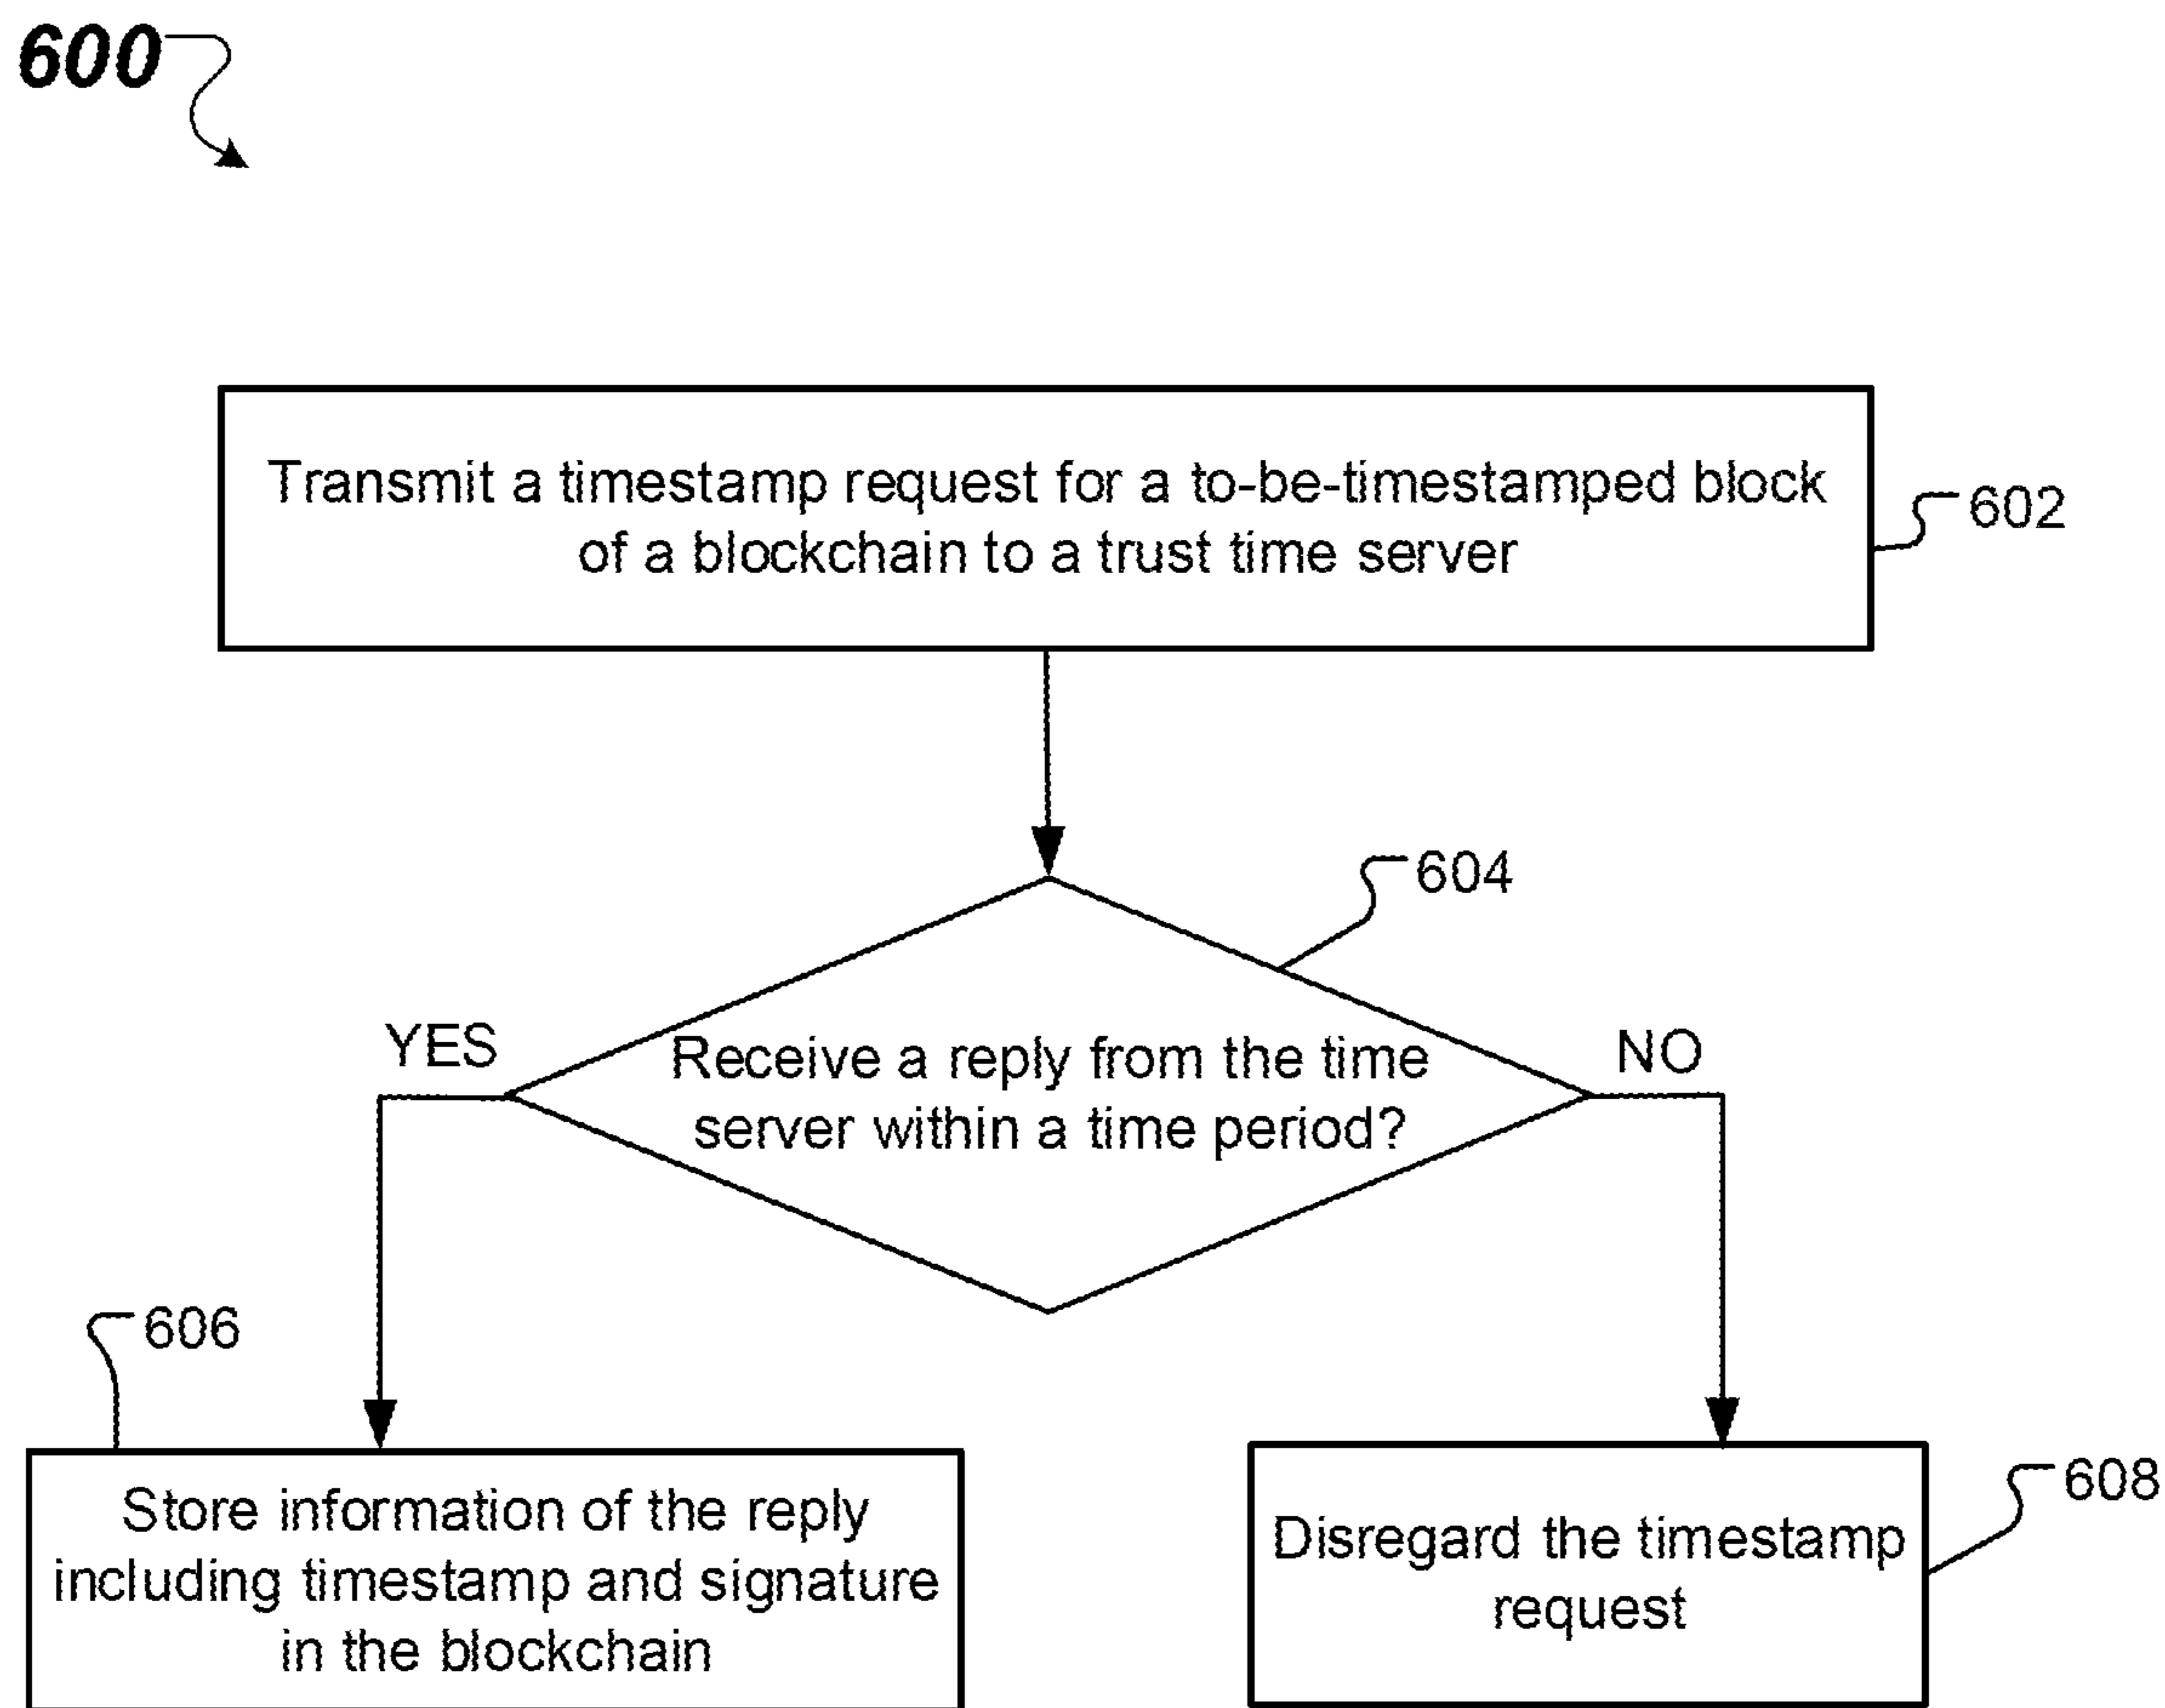 600
Transmit a timestamp request for a to-be-timestamped block
of a blockchain to a trust time server
602
604
YES
Receive a reply from the time
server within a time period?
NO
606
Store information of the reply
including timestamp and signature
in the blockchain
608
Disregard the timestamp
request